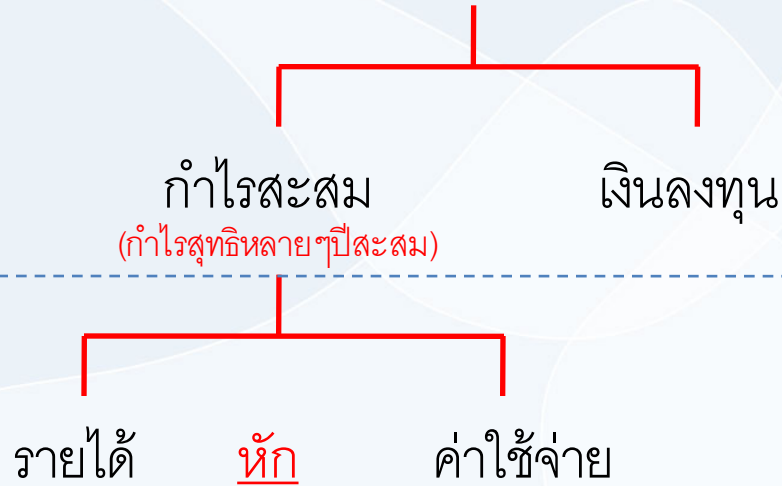 กำไรสะสม เงินลงทุน
(กำไรสุทธิหลายๆปีสะสม)
รายได้ หัก ค่าใช้จ่าย